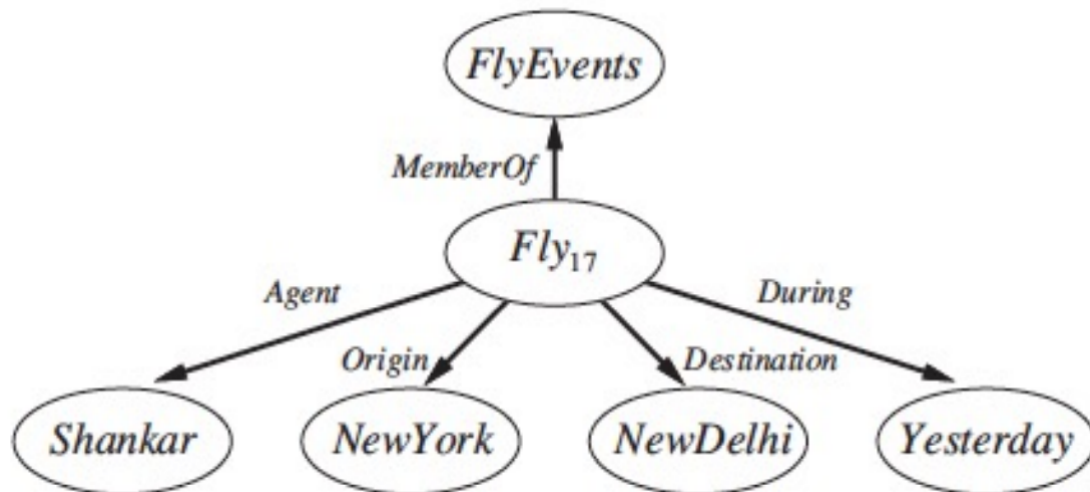 FlyEvents
MemberOf
Fly₁₇
Agent
During
Origin
Destination
Shankar
NewYork
NewDelhi
Yesterday